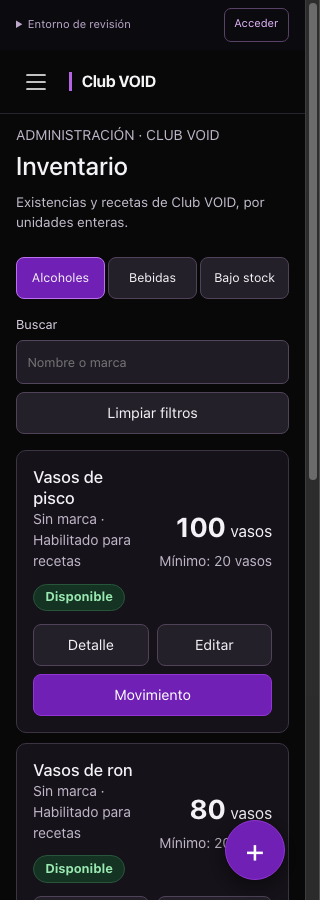 ▶ Entorno de revisión
Acceder
Club VOID
ADMINISTRACIÓN · CLUB VOID
Inventario
Existencias y recetas de Club VOID, por
unidades enteras.
Alcoholes
Bebidas
Bajo stock
Buscar
Nombre o marca
Limpiar filtros
Vasos de
pisco
Sin marca ·
Habilitado para
recetas
100 vasos
Mínimo: 20 vasos
Disponible
Detalle
Editar
Movimiento
Vasos de ron
Sin marca ·
Habilitado para
recetas
80 vasos
Mínimo:
Disponible
+